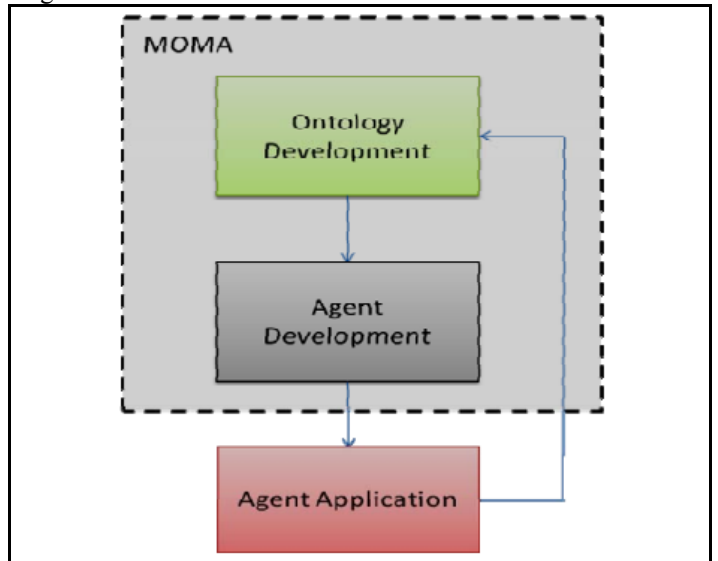 MOMA
Ontology
Development
Agent
Development
Agent Application